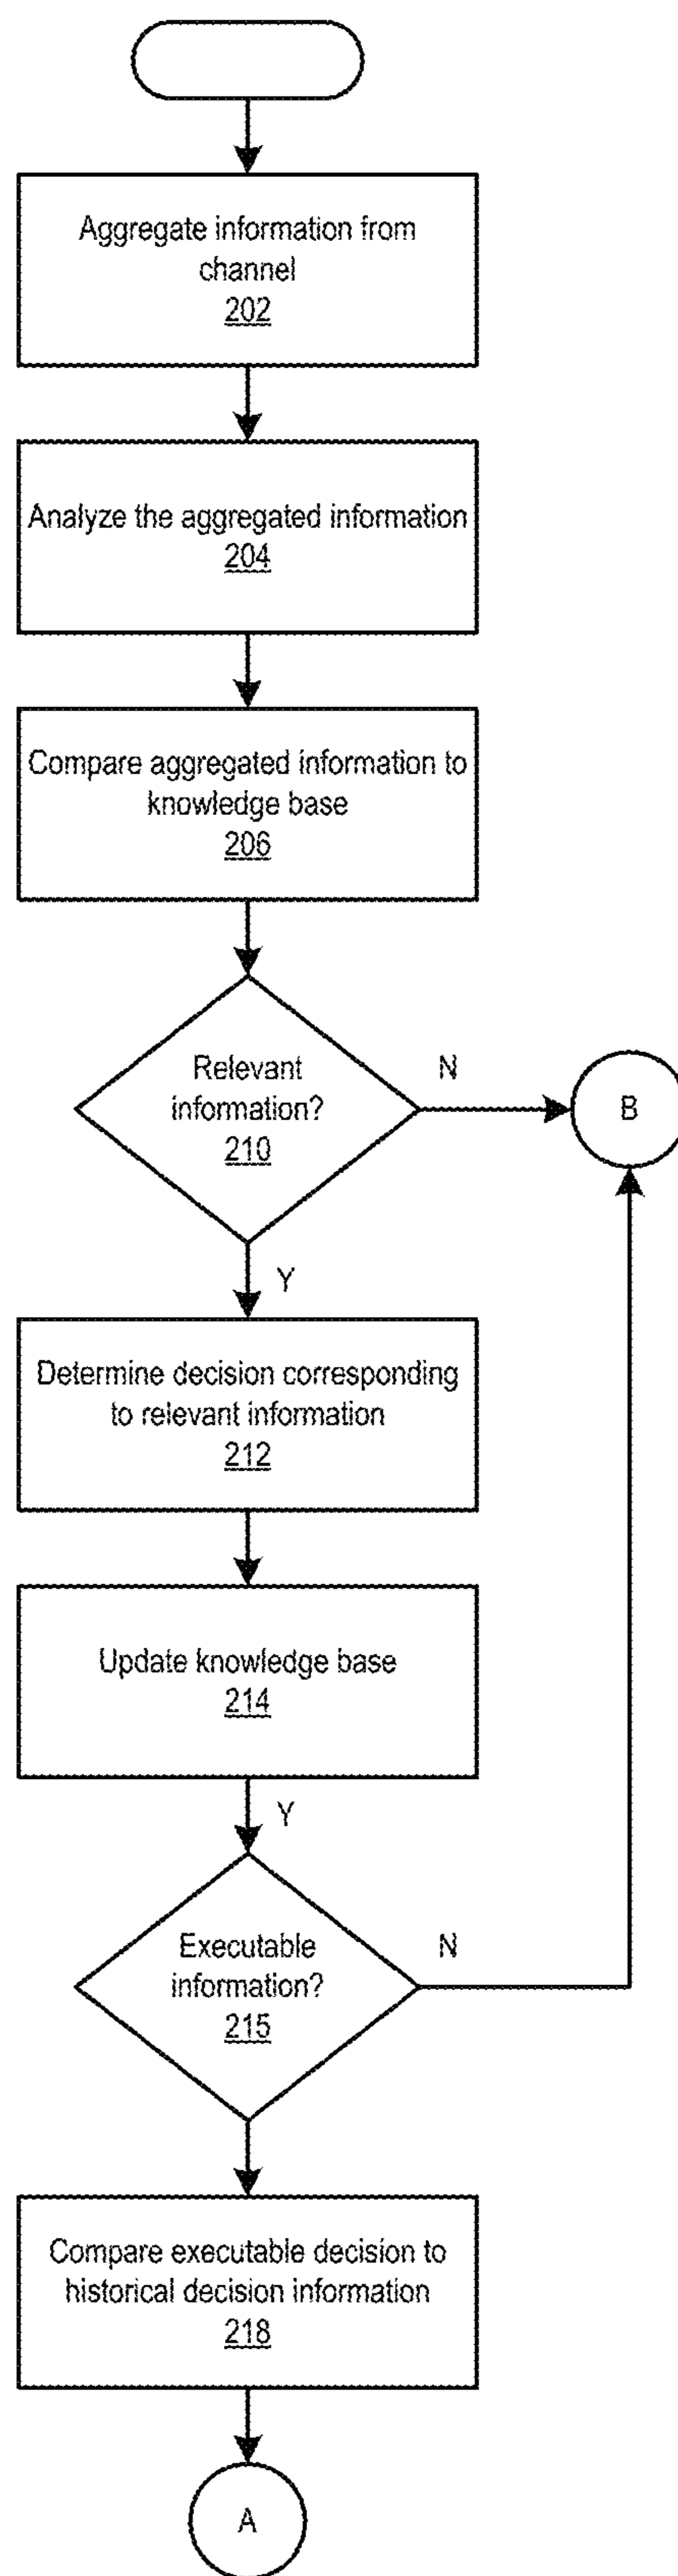 Aggregate information from
channel
202
Analyze the aggregated information
204
Compare aggregated information to
knowledge base
206
Relevant
information?
210
N
B
Y
Determine decision corresponding
to relevant information
212
Update knowledge base
214
Y
Executable
information?
215
N
Compare executable decision to
historical decision information
218
A